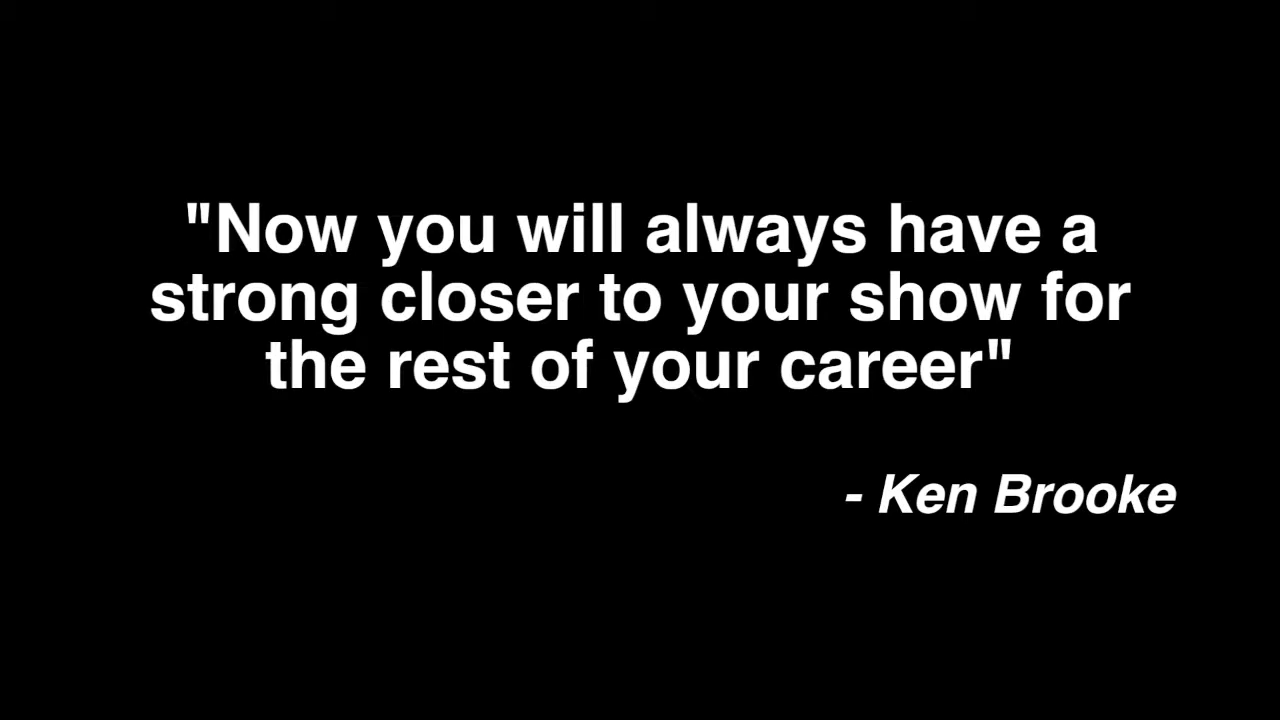 "Now you will always have a
strong closer to your show for
the rest of your career"
- Ken Brooke